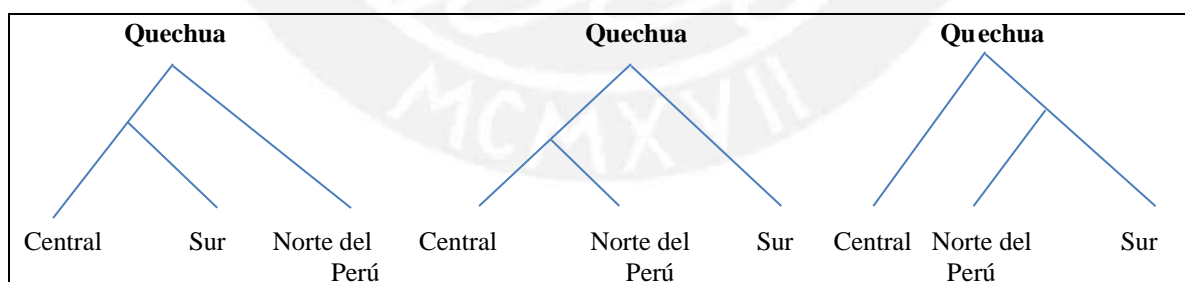 Quechua Quechua Quechua
MCMXVII
Central Sur Norte del Central Norte del Sur Central Norte del Sur
Perú Perú Perú